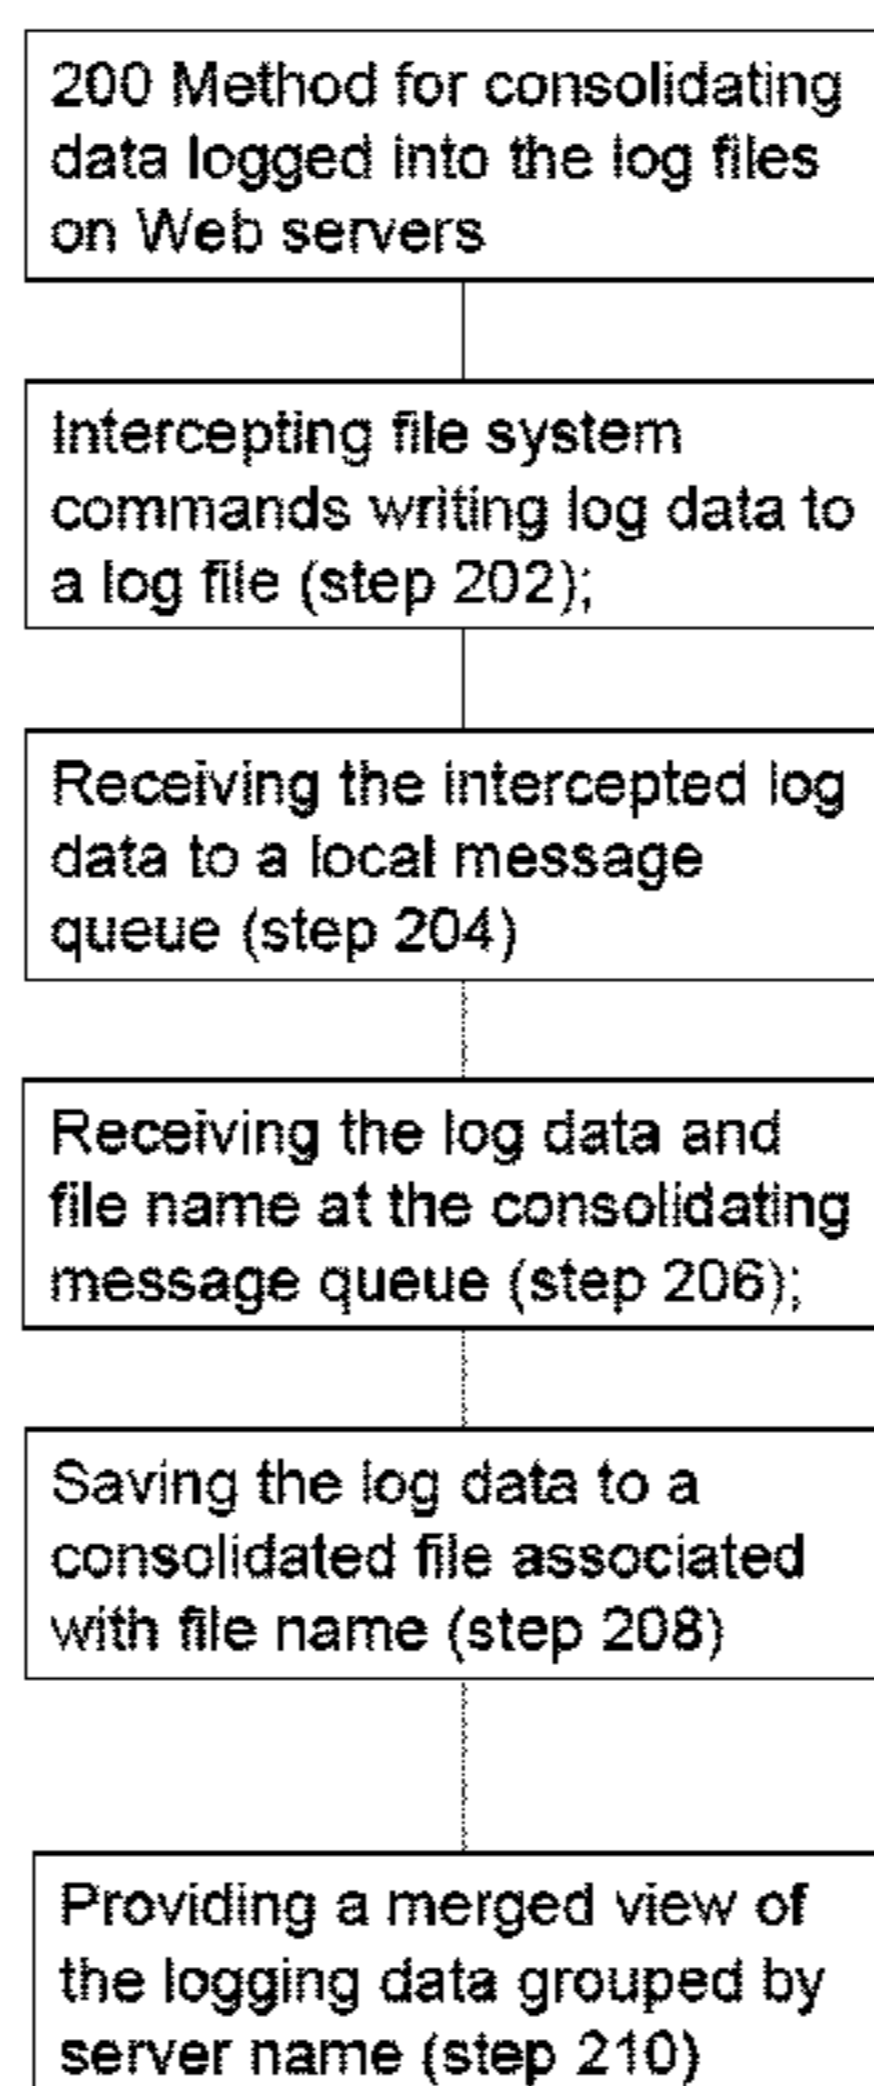 200 Method for consolidating
data logged into the log files
on Web servers
Intercepting file system
commands writing log data to
a log file (step 202);
Receiving the intercepted log
data to a local message
queue (step 204)
Receiving the log data and
file name at the consolidating
message queue (step 206);
Saving the log data to a
consolidated file associated
with file name (step 208)
Providing a merged view of
the logging data grouped by
server name (step 210)